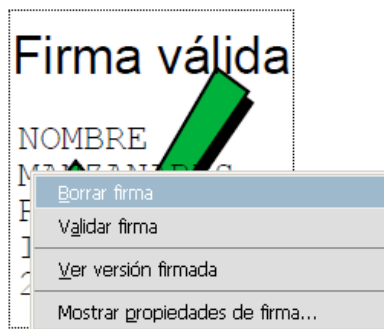 Firma válida
NOMBRE
Borrar firma
Validar firma
Ver versión firmada
Mostrar propiedades de firma...